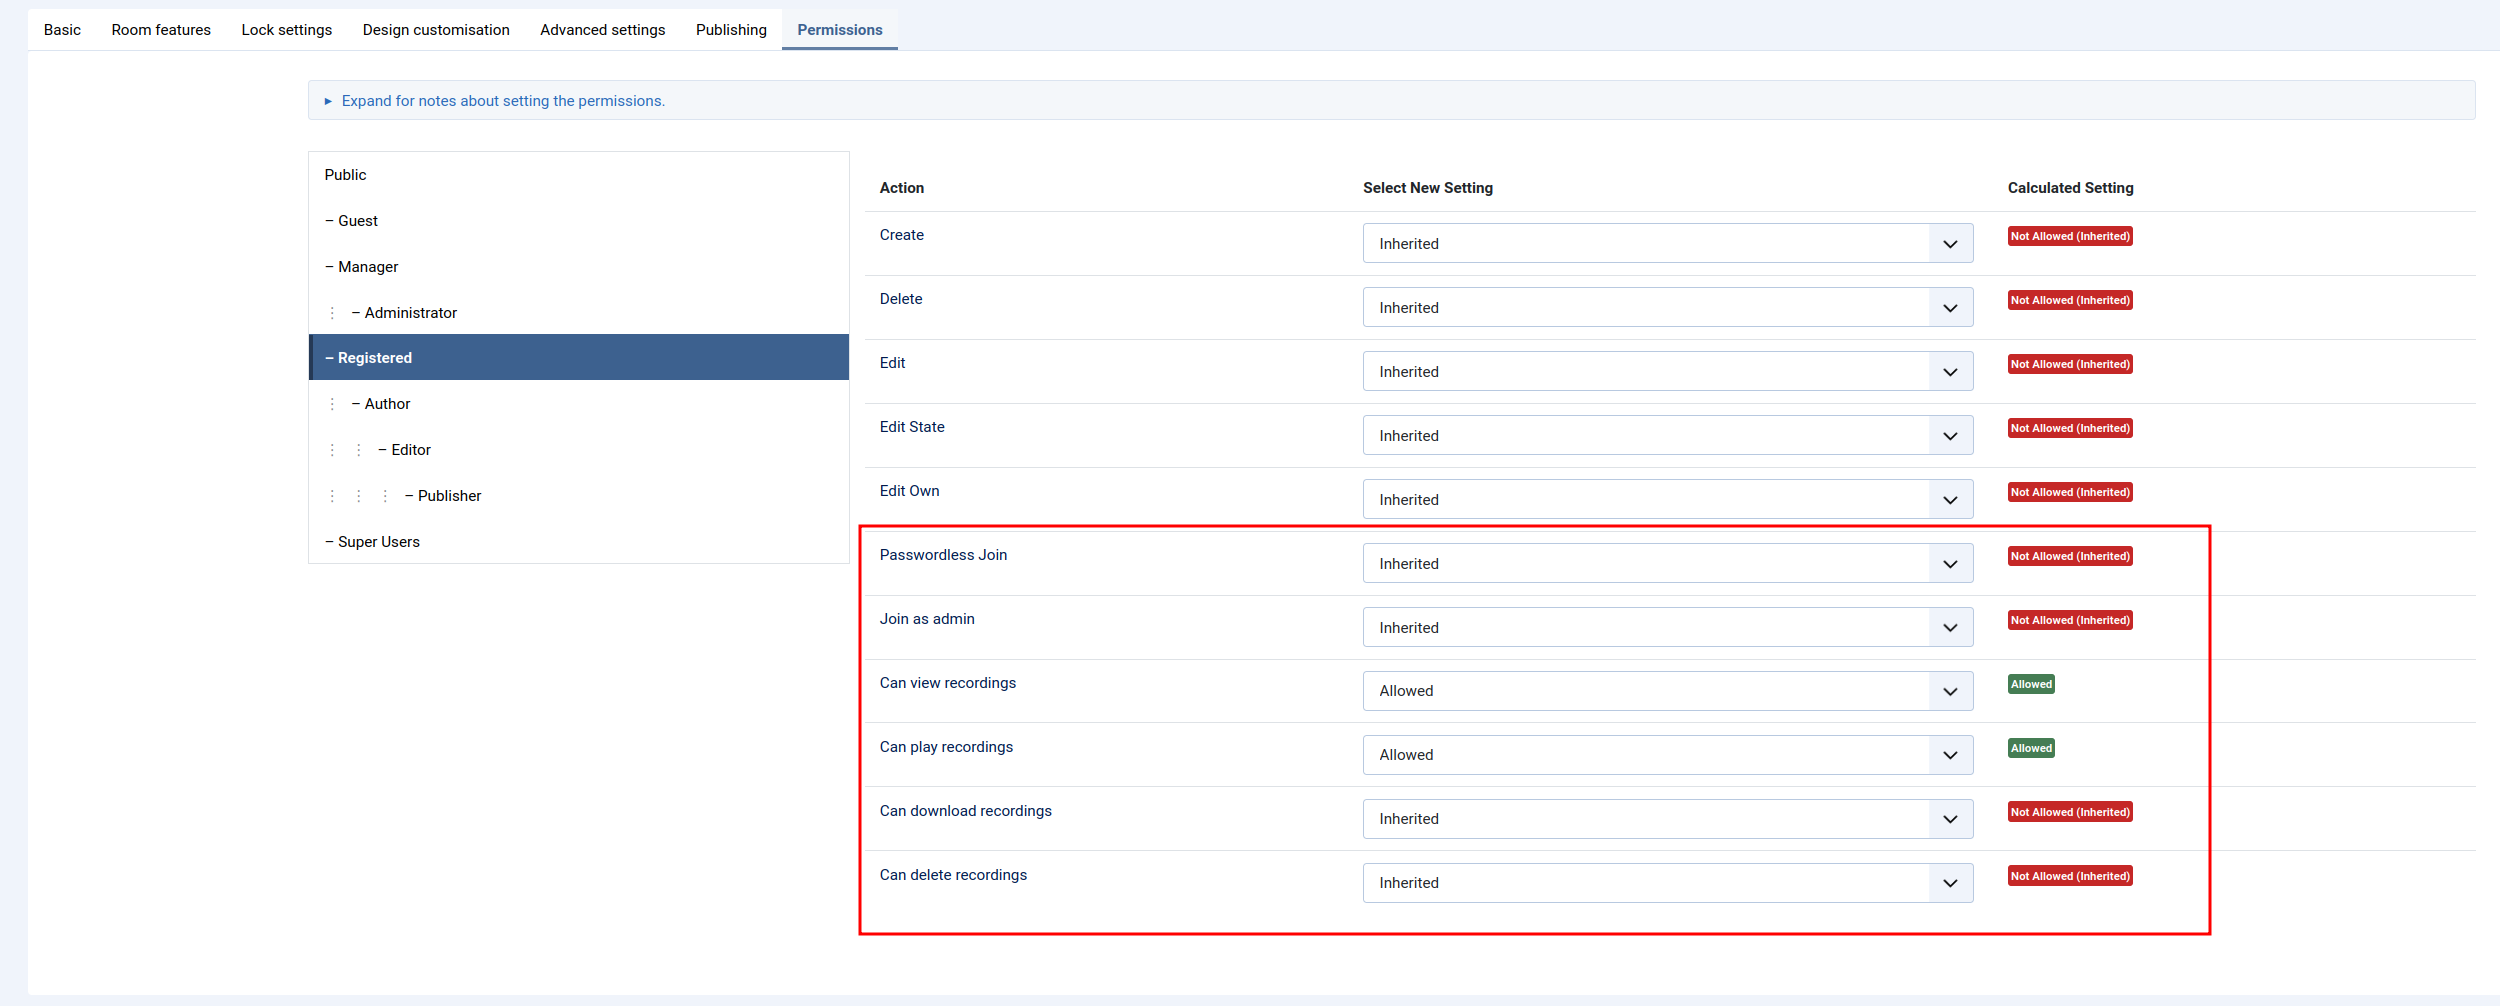 Basic Room features Lock settings Design customisation Advanced settings Publishing Permissions
► Expand for notes about setting the permissions.
Public
– Guest
– Manager
⋮ – Administrator
– Registered
⋮ – Author
⋮ ⋮ – Editor
⋮ ⋮ ⋮ – Publisher
– Super Users
Action Select New Setting Calculated Setting
Create Inherited Not Allowed (Inherited)
Delete Inherited Not Allowed (Inherited)
Edit Inherited Not Allowed (Inherited)
Edit State Inherited Not Allowed (Inherited)
Edit Own Inherited Not Allowed (Inherited)
Passwordless Join Inherited Not Allowed (Inherited)
Join as admin Inherited Not Allowed (Inherited)
Can view recordings Allowed Allowed
Can play recordings Allowed Allowed
Can download recordings Inherited Not Allowed (Inherited)
Can delete recordings Inherited Not Allowed (Inherited)